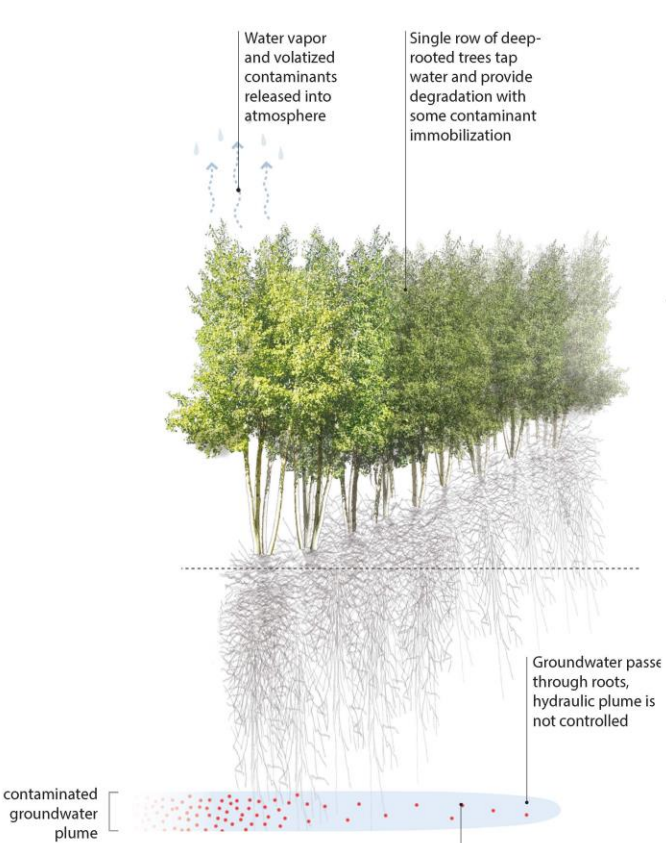 Water vapor
and volatized
contaminants
released into
atmosphere
Single row of deep-
rooted trees tap
water and provide
degradation with
some contaminant
immobilization
Groundwater passe
through roots,
hydraulic plume is
not controlled
contaminated
groundwater
plume